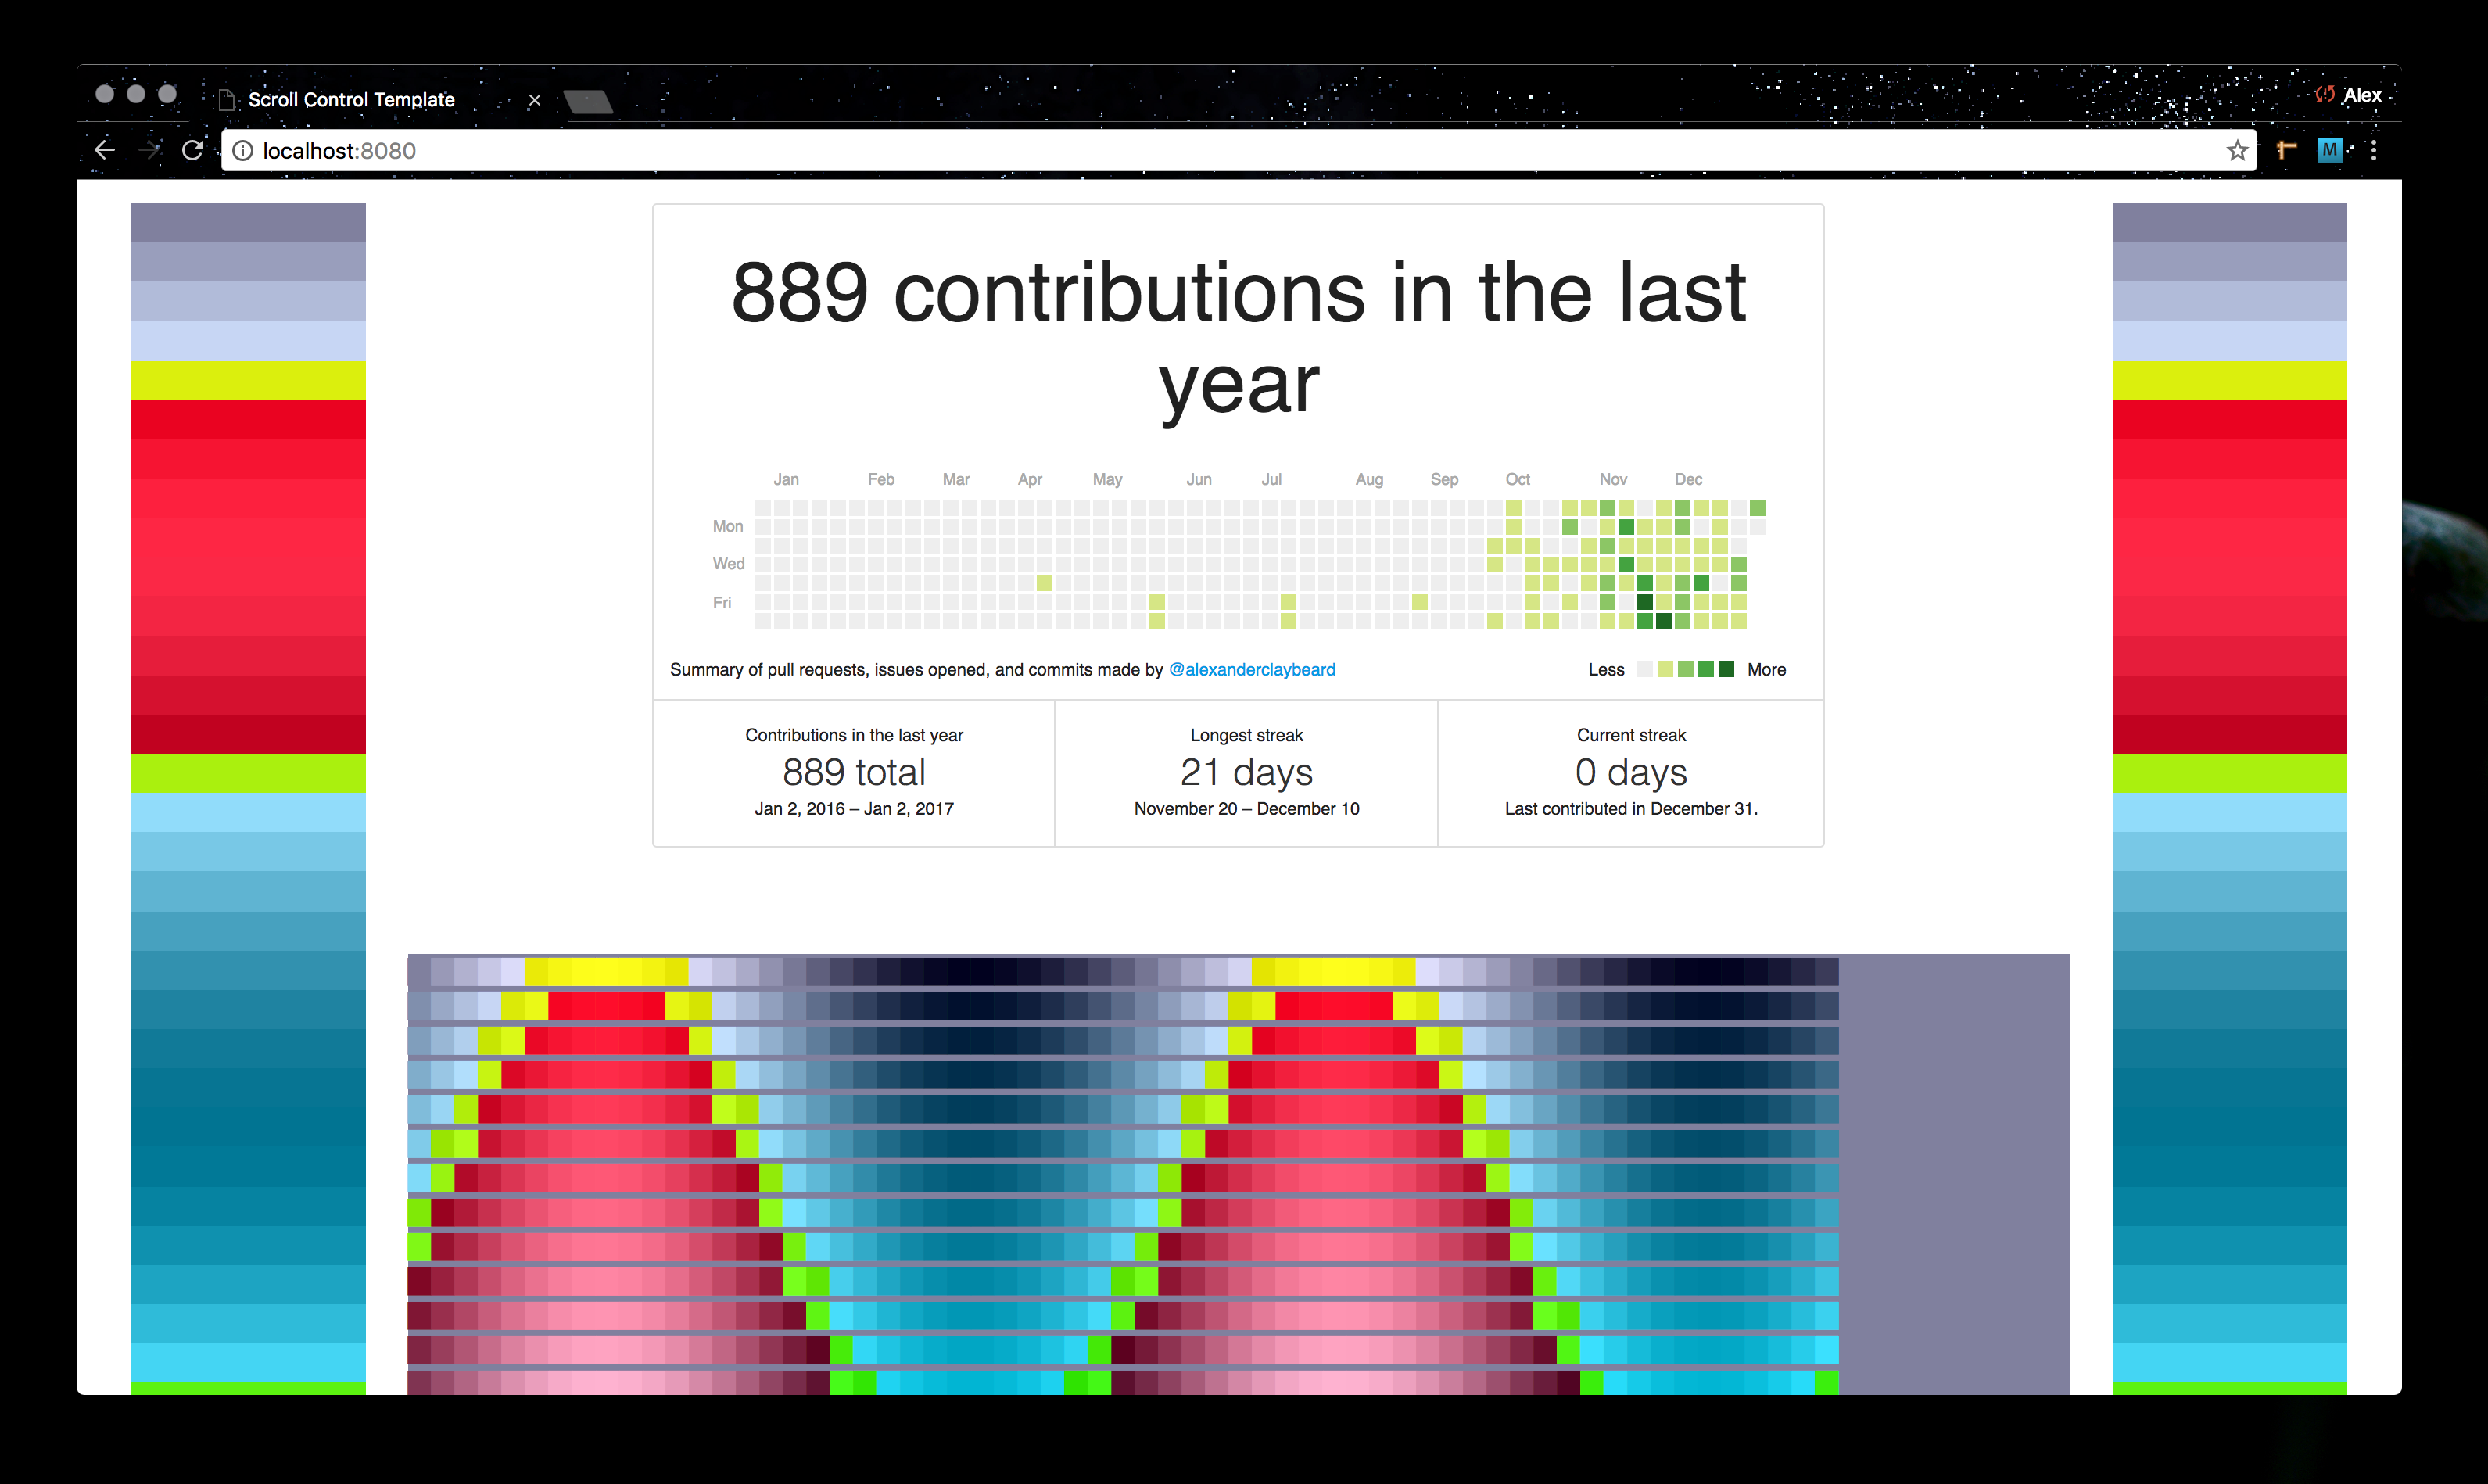 Scroll Control Template
Alex
localhost:8080
M
889 contributions in the last
year
Jan Feb Mar Apr May Jun Jul Aug Sep Oct Nov Dec
Mon
Wed
Fri
Summary of pull requests, issues opened, and commits made by @alexanderclaybeard
Less More
Contributions in the last year
889 total
Jan 2, 2016 – Jan 2, 2017
Longest streak
21 days
November 20 – December 10
Current streak
0 days
Last contributed in December 31.